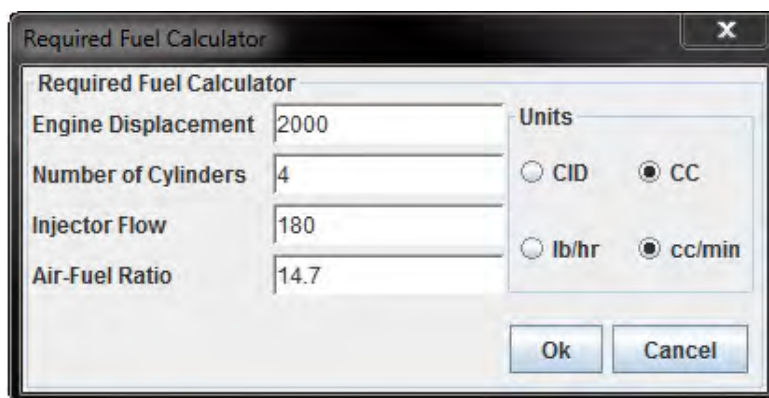 Required Fuel Calculator
x
Required Fuel Calculator
Engine Displacement 2000
Number of Cylinders 4
Injector Flow 180
Air-Fuel Ratio 14.7
Units
CID CC
lb/hr cc/min
Ok Cancel